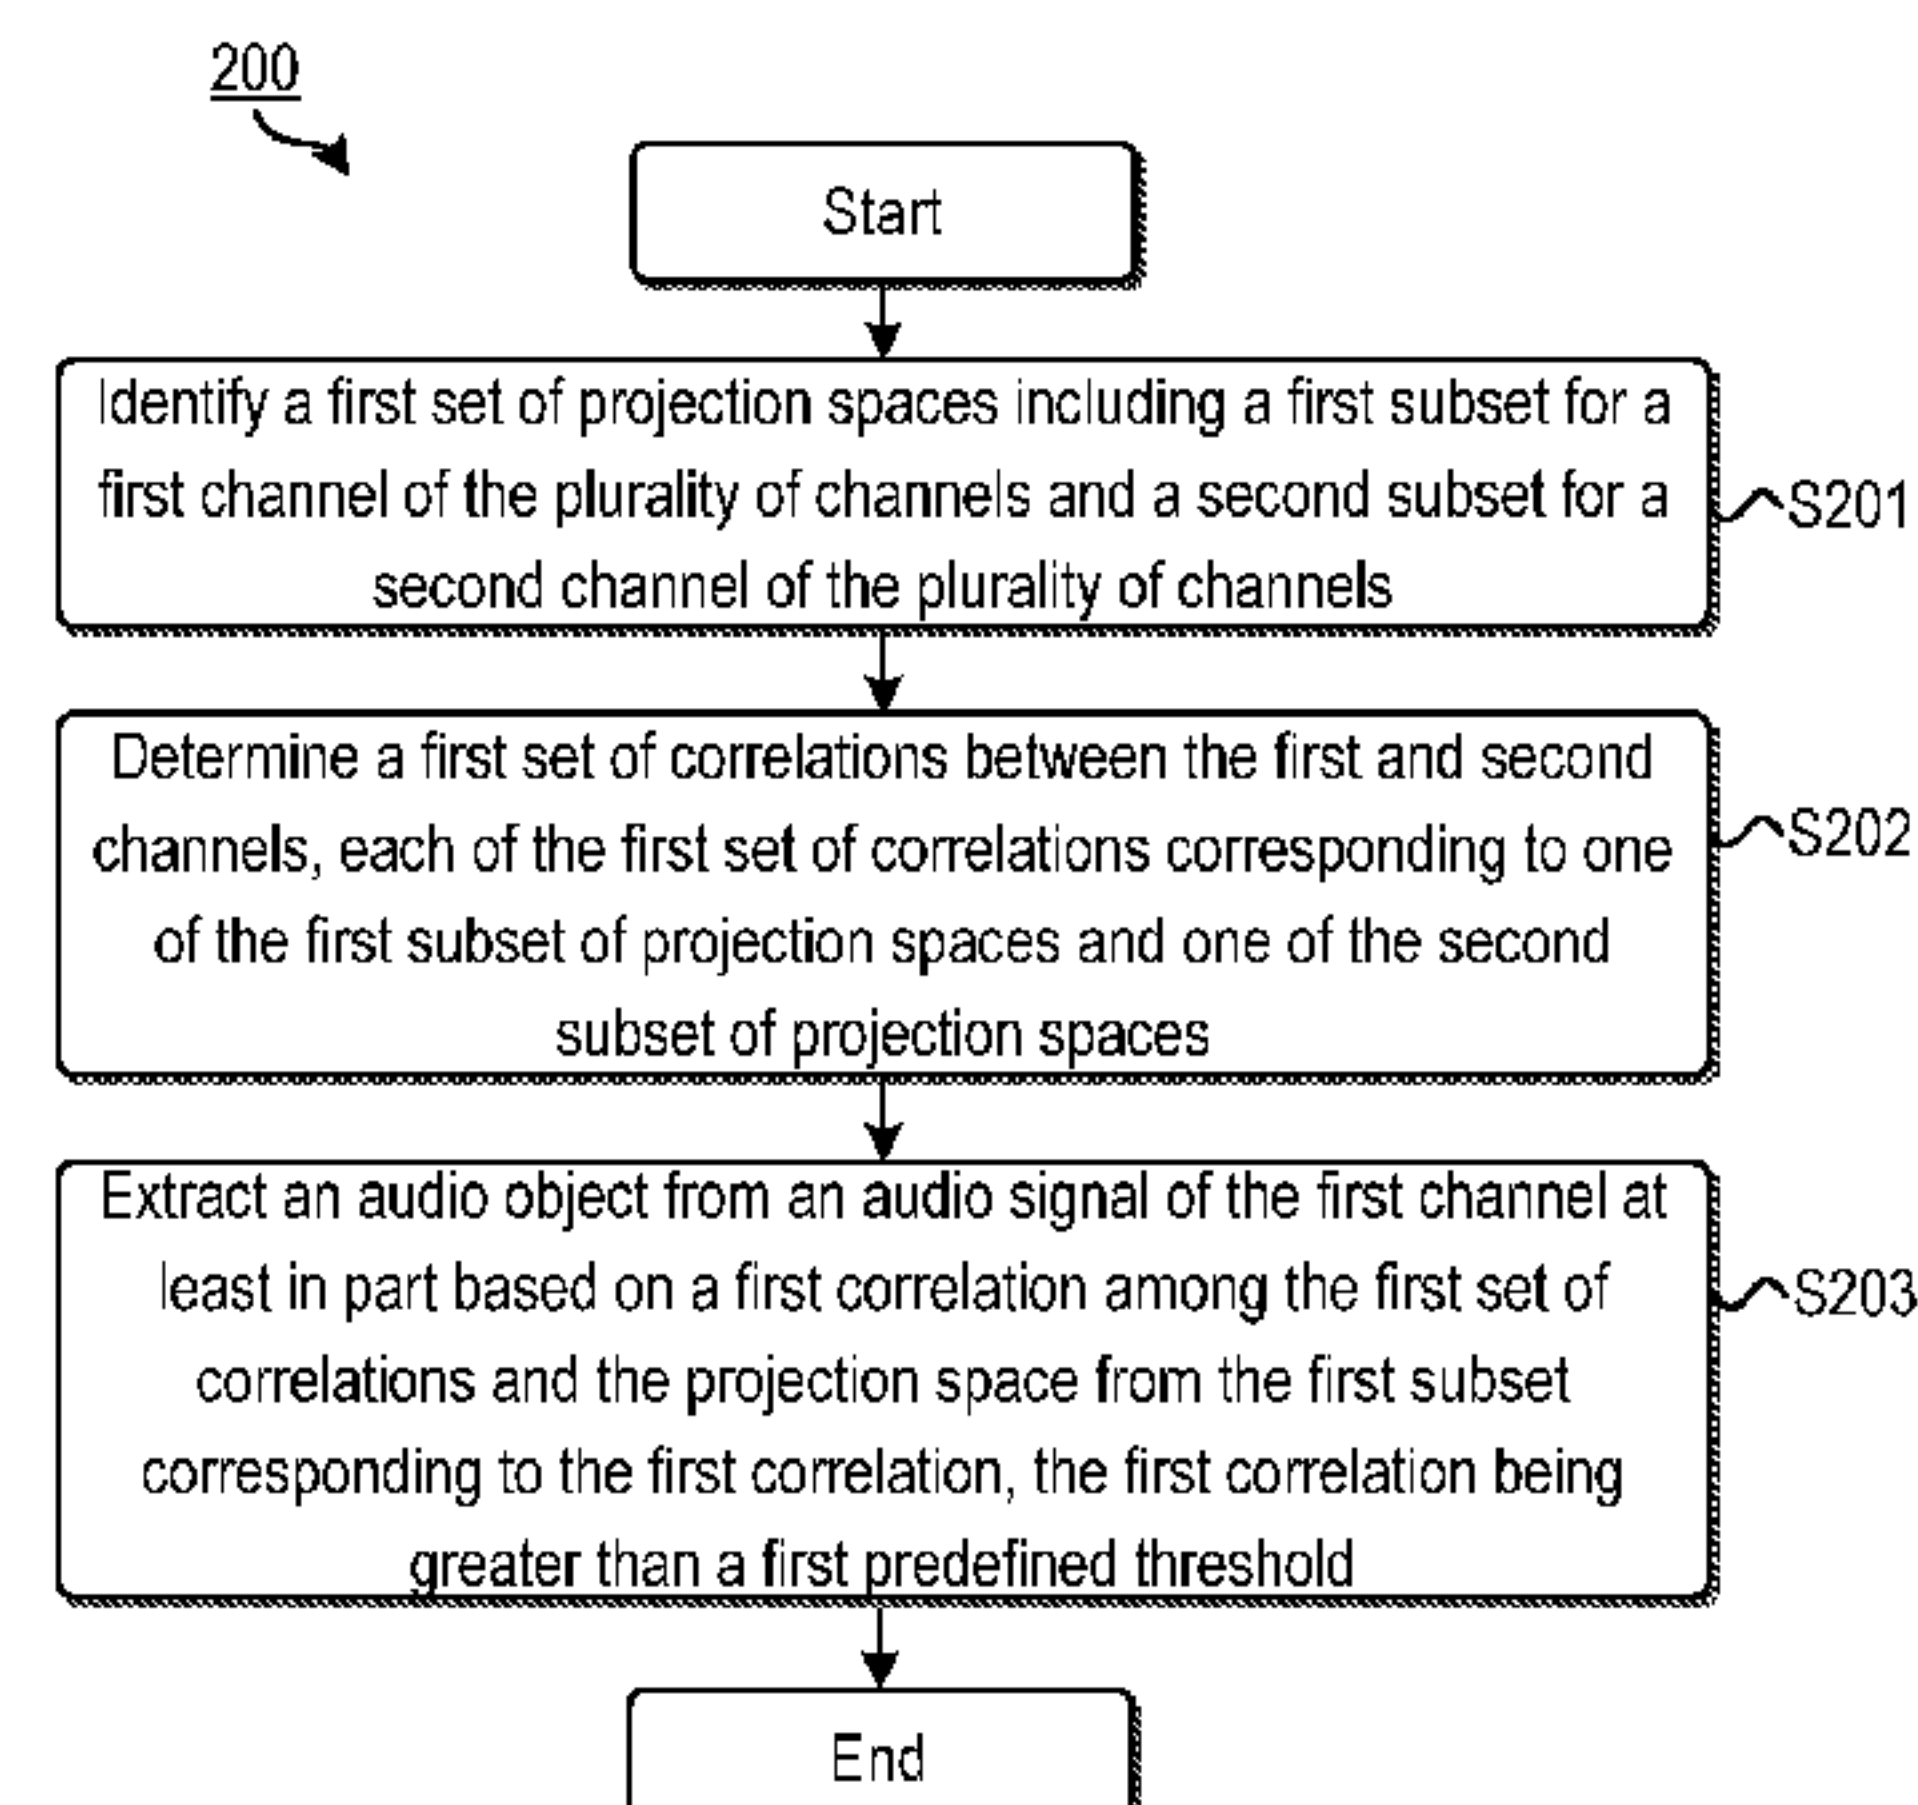 200
Start
Identify a first set of projection spaces including a first subset for a
first channel of the plurality of channels and a second subset for a
second channel of the plurality of channels
S201
Determine a first set of correlations between the first and second
channels, each of the first set of correlations corresponding to one
of the first subset of projection spaces and one of the second
subset of projection spaces
S202
Extract an audio object from an audio signal of the first channel at
least in part based on a first correlation among the first set of
correlations and the projection space from the first subset
corresponding to the first correlation, the first correlation being
greater than a first predefined threshold
S203
End